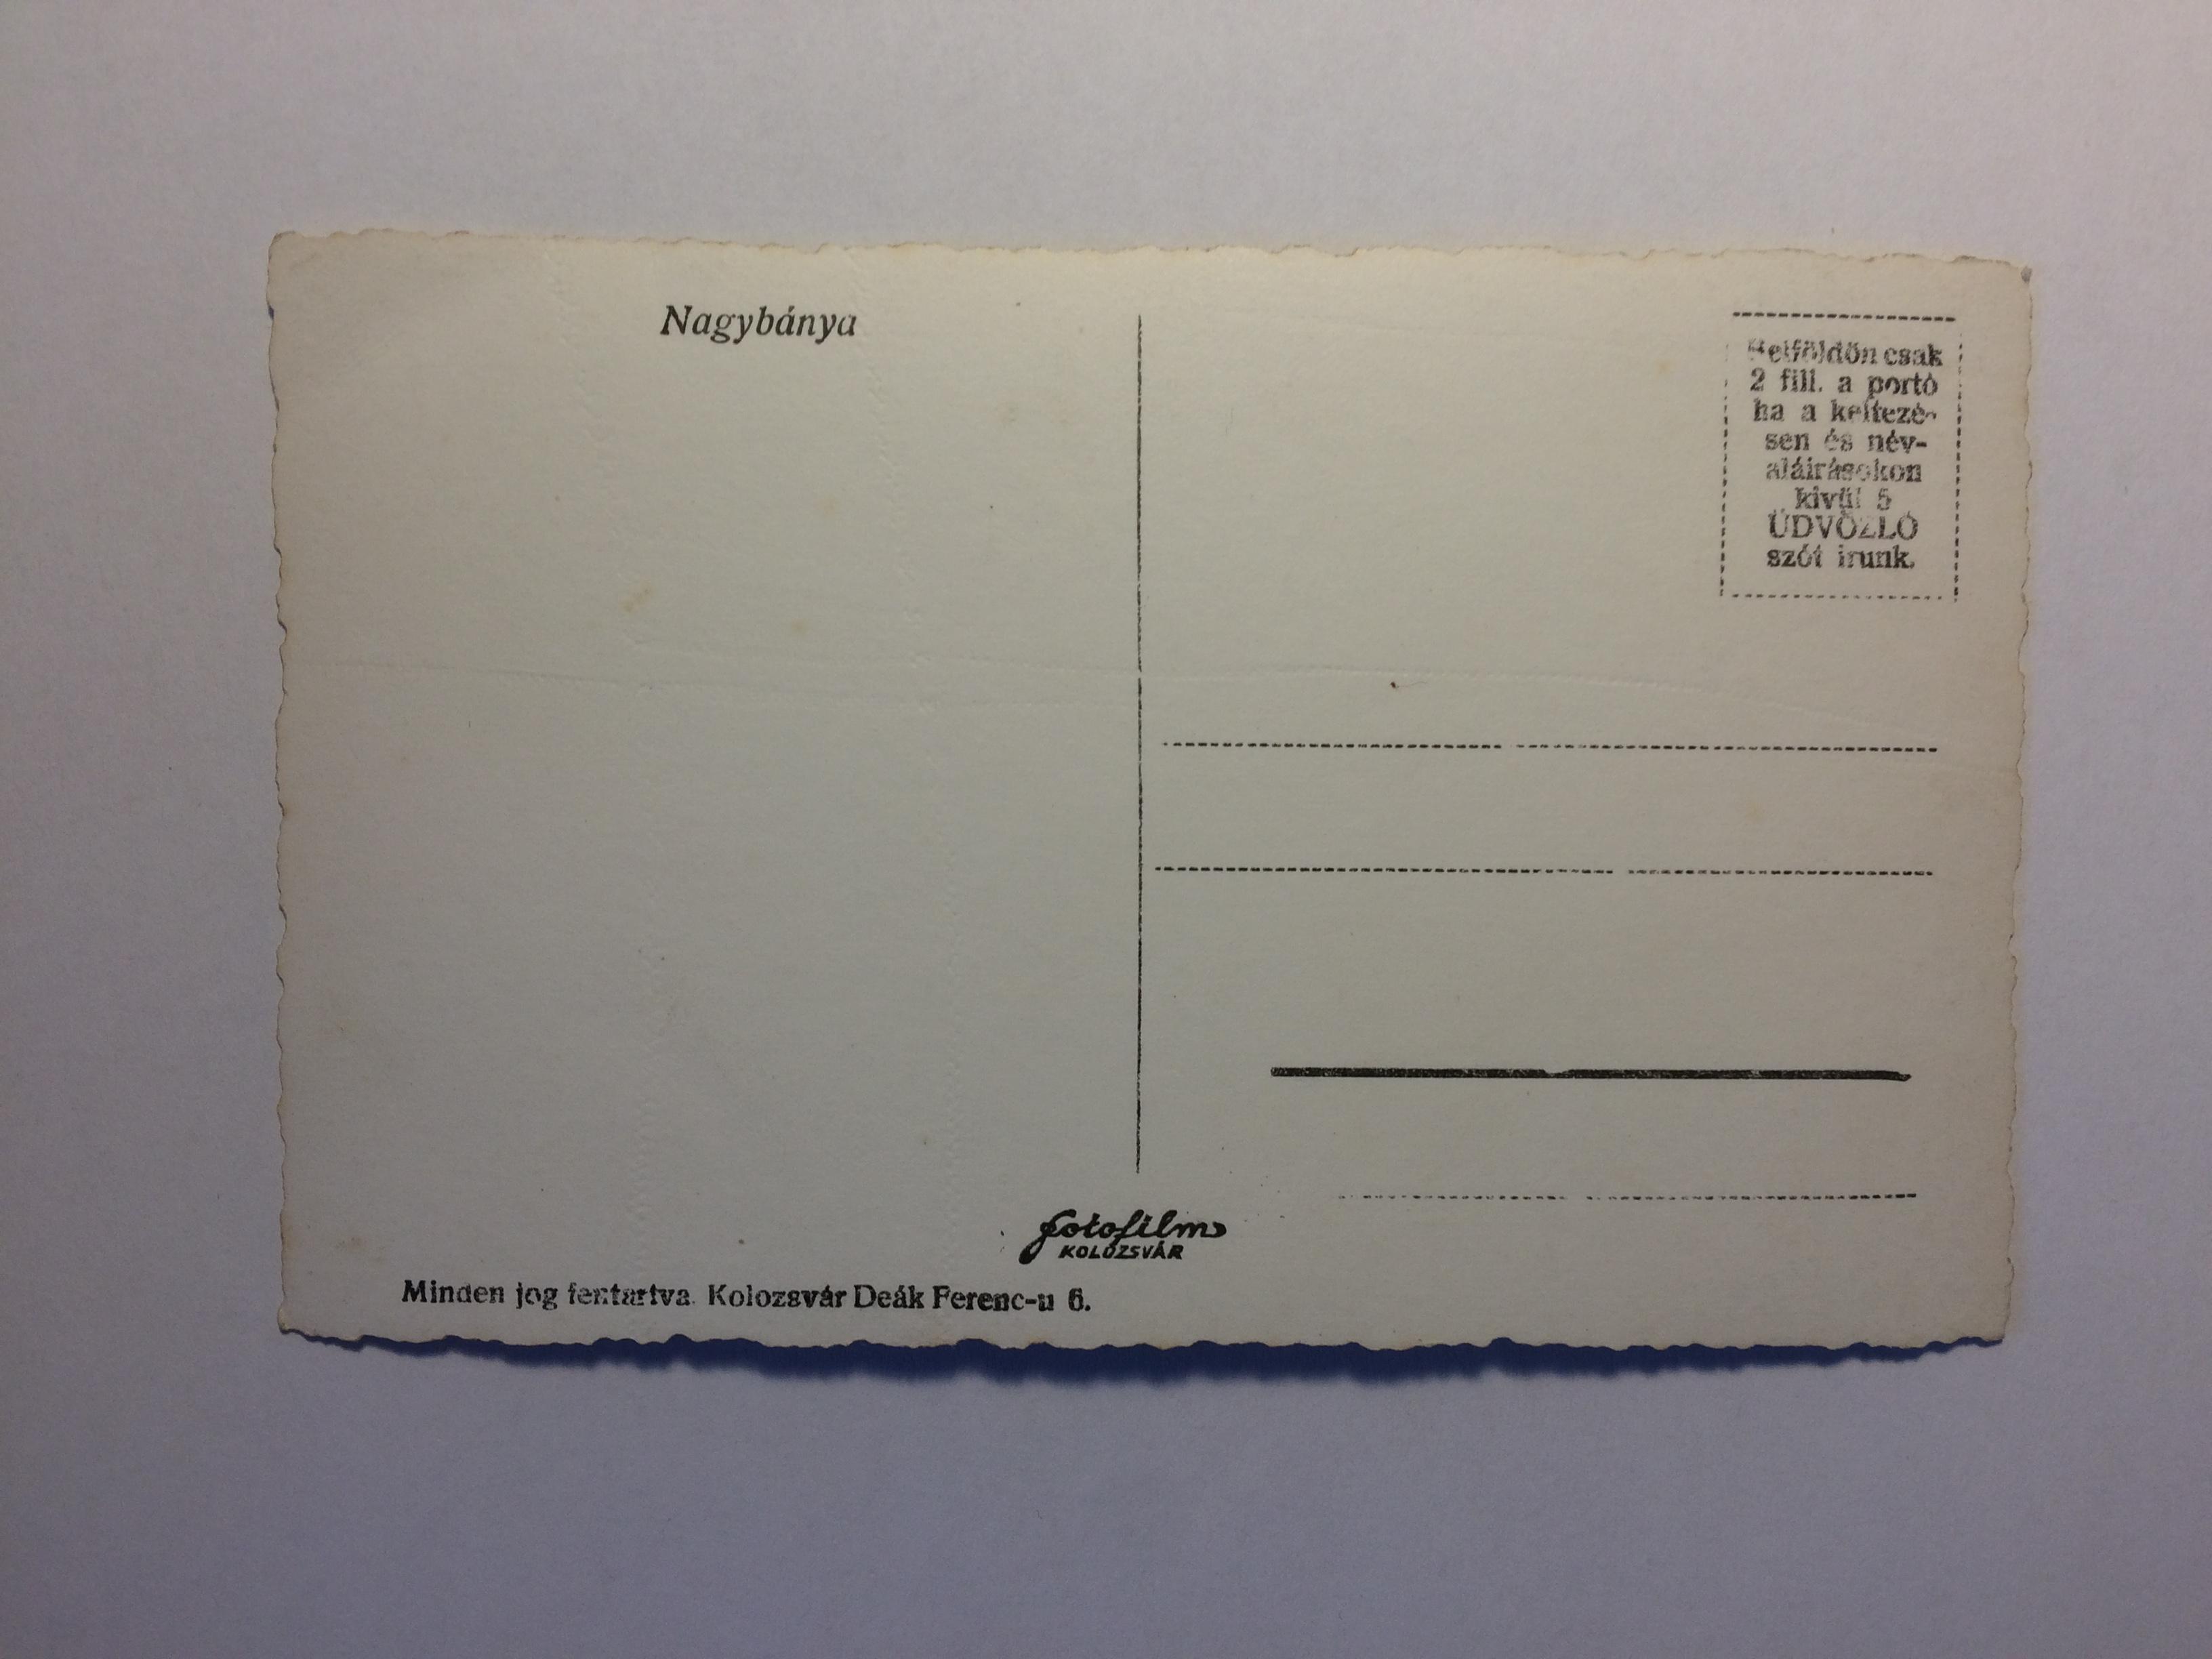 Nagybánya
Belföldön csak
2 fill. a portó
ha a keltezé-
sen és név-
aláirásokon
kivül 5
ÜDVÖZLŐ
szót irunk.
fotofilm
KOLOZSVÁR
Minden jog fentartva. Kolozsvár Deák Ferenc-u 6.